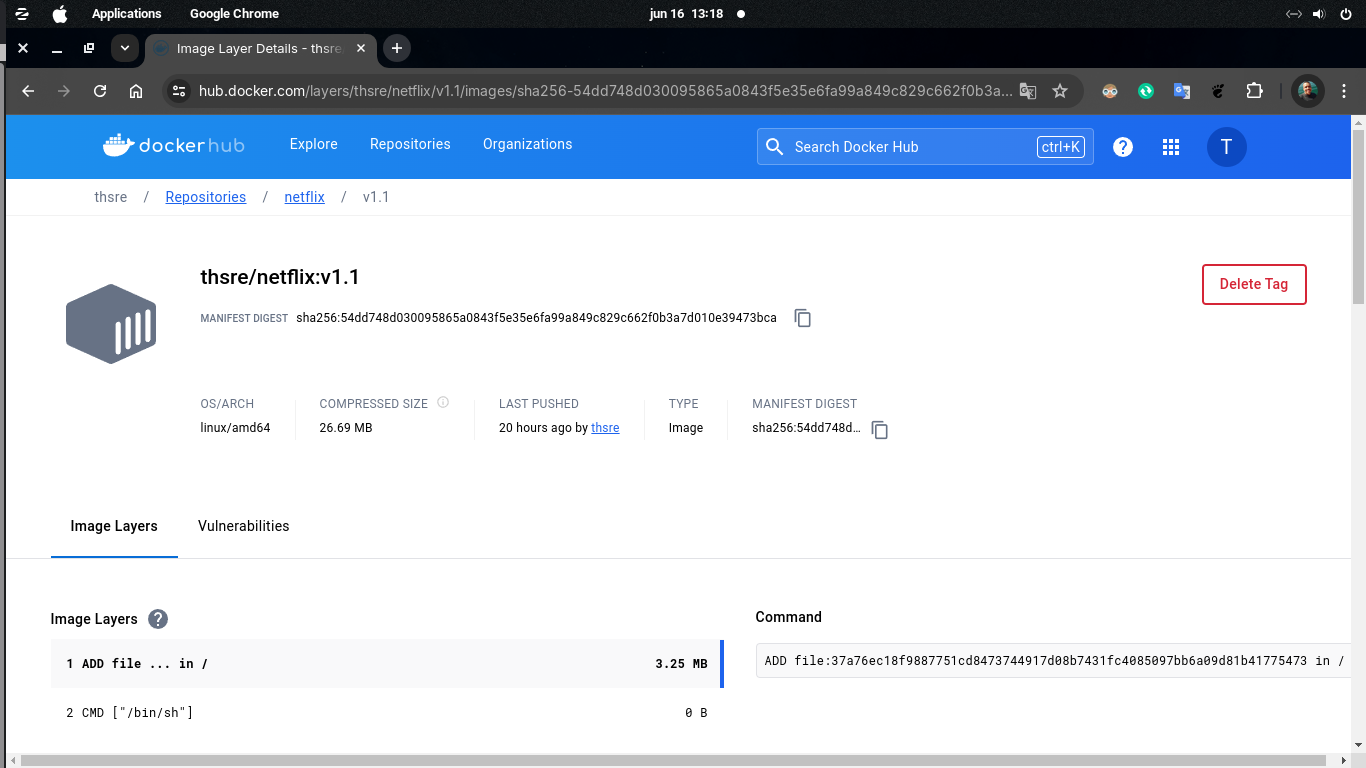 Applications Google Chrome jun 16 13:18
Image Layer Details - thsre
hub.docker.com/layers/thsre/netflix/v1.1/images/sha256-54dd748d030095865a0843f5e35e6fa99a849c829c662f0b3a...
dockerhub Explore Repositories Organizations Search Docker Hub ctrl+K ? T
thsre / Repositories / netflix / v1.1
thsre/netflix:v1.1
Delete Tag
MANIFEST DIGEST sha256:54dd748d030095865a0843f5e35e6fa99a849c829c662f0b3a7d010e39473bca
OS/ARCH COMPRESSED SIZE LAST PUSHED TYPE MANIFEST DIGEST
linux/amd64 26.69 MB 20 hours ago by thsre Image sha256:54dd748d...
Image Layers Vulnerabilities
Image Layers ? Command
1 ADD file ... in / 3.25 MB
ADD file:37a76ec18f9887751cd8473744917d08b7431fc4085097bb6a09d81b41775473 in /
2 CMD ["/bin/sh"] 0 B